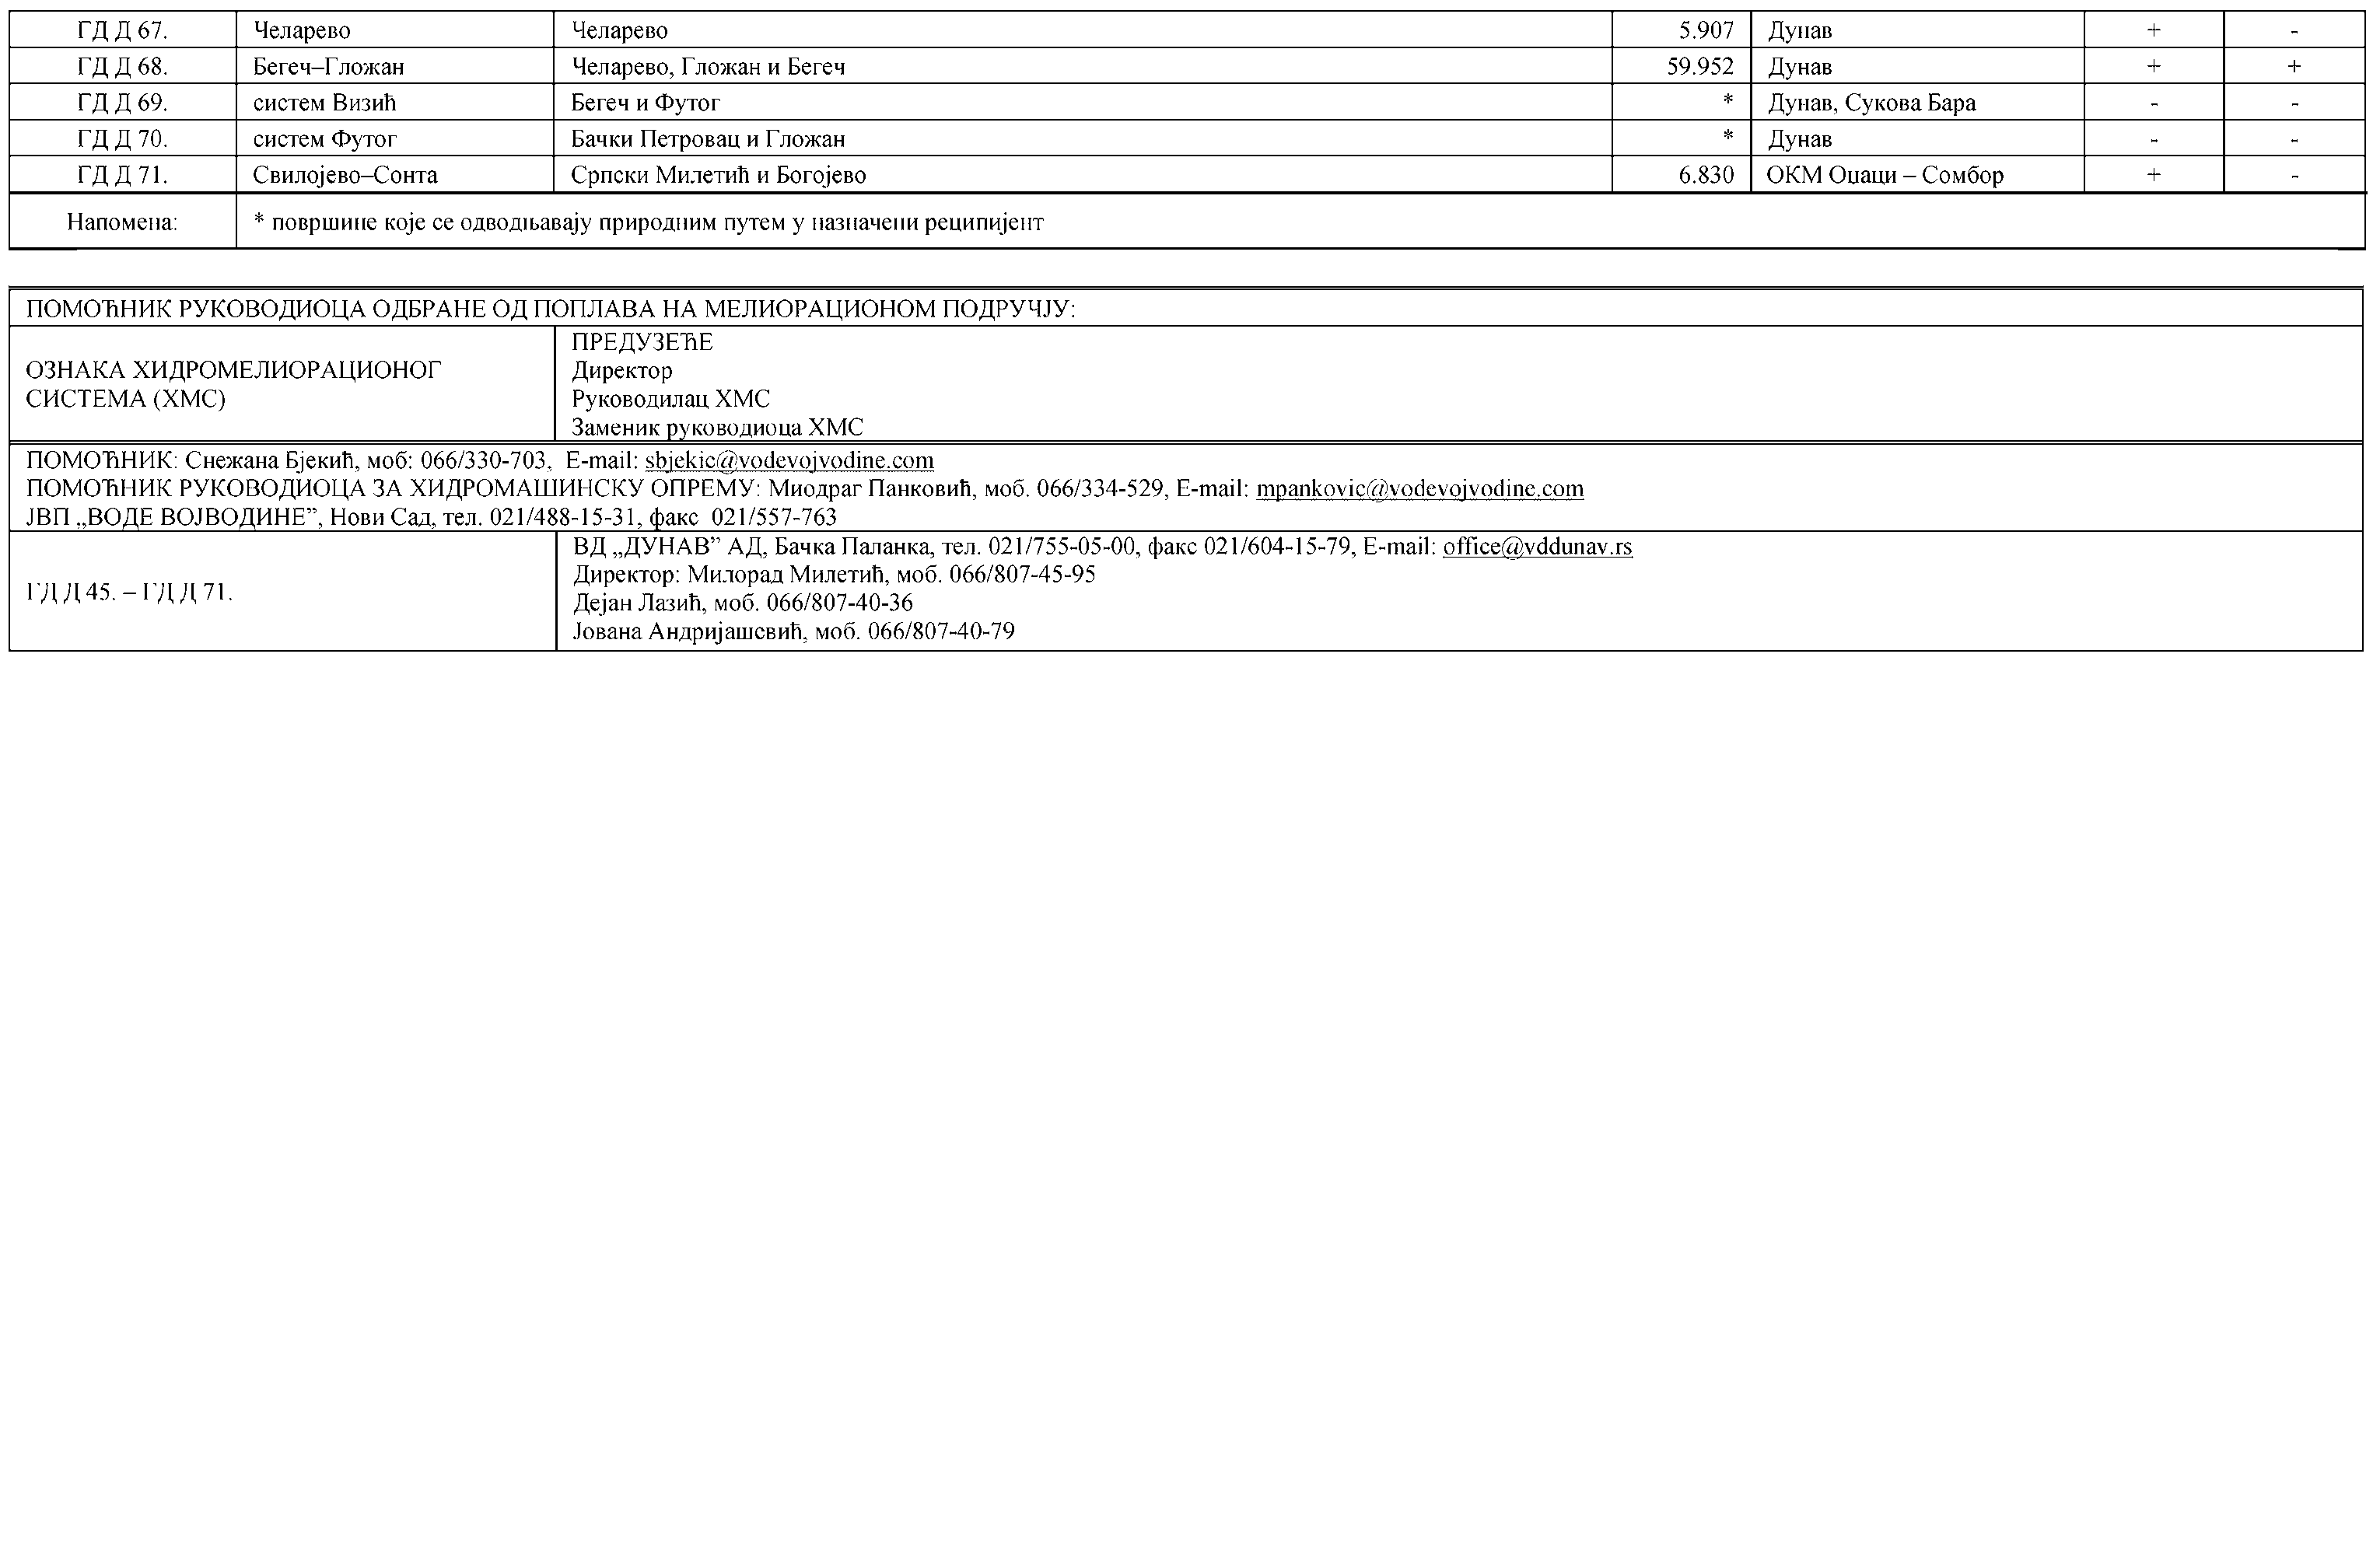 ГД Д 67. Челарево Челарево 5.907 Дунав + -
ГД Д 68. Бегеч–Гложан Челарево, Гложан и Бегеч 59.952 Дунав + +
ГД Д 69. систем Визић Бегеч и Футог * Дунав, Сукова Бара - -
ГД Д 70. систем Футог Бачки Петровац и Гложан * Дунав - -
ГД Д 71. Свилојево–Сонта Српски Милетић и Богојево 6.830 ОКМ Оџаци – Сомбор + -
Напомена: * површине које се одводњавају природним путем у назначени реципијент
ПОМОЋНИК РУКОВОДИОЦА ОДБРАНЕ ОД ПОПЛАВА НА МЕЛИОРАЦИОНОМ ПОДРУЧЈУ:
ОЗНАКА ХИДРОМЕЛИОРАЦИОНОГ
СИСТЕМА (ХМС)
ПРЕДУЗЕЋЕ
Директор
Руководилац ХМС
Заменик руководиоца ХМС
ПОМОЋНИК: Снежана Бјекић, моб: 066/330-703, E-mail: sbjekic@vodevojvodine.com
ПОМОЋНИК РУКОВОДИОЦА ЗА ХИДРОМАШИНСКУ ОПРЕМУ: Миодраг Панковић, моб. 066/334-529, E-mail: mpankovic@vodevojvodine.com
ЈВП „ВОДЕ ВОЈВОДИНЕ”, Нови Сад, тел. 021/488-15-31, факс 021/557-763
ГД Д 45. – ГД Д 71.
ВД „ДУНАВ” АД, Бачка Паланка, тел. 021/755-05-00, факс 021/604-15-79, E-mail: office@vddunav.rs
Директор: Милорад Милетић, моб. 066/807-45-95
Дејан Лазић, моб. 066/807-40-36
Јована Андријашевић, моб. 066/807-40-79